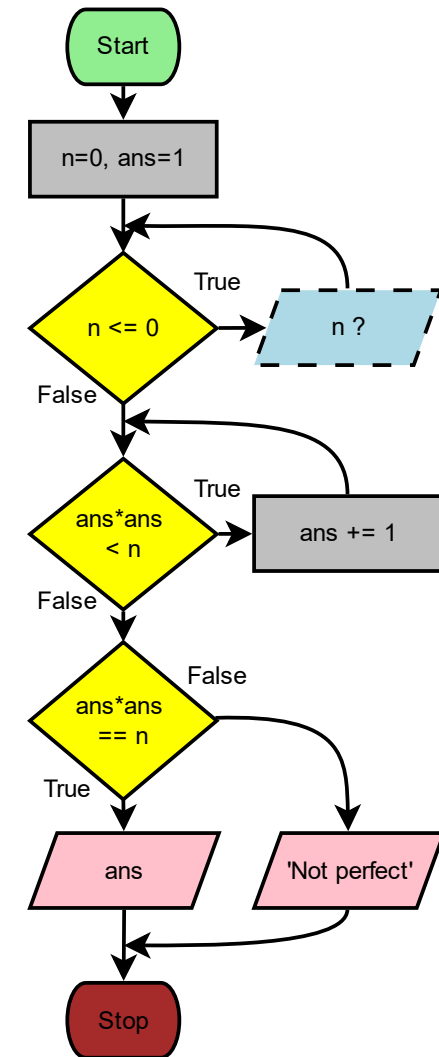 Start
n=0, ans=1
True
n <= 0
n ?
False
True
ans*ans
< n
ans += 1
False
False
ans*ans
== n
True
ans
'Not perfect'
Stop